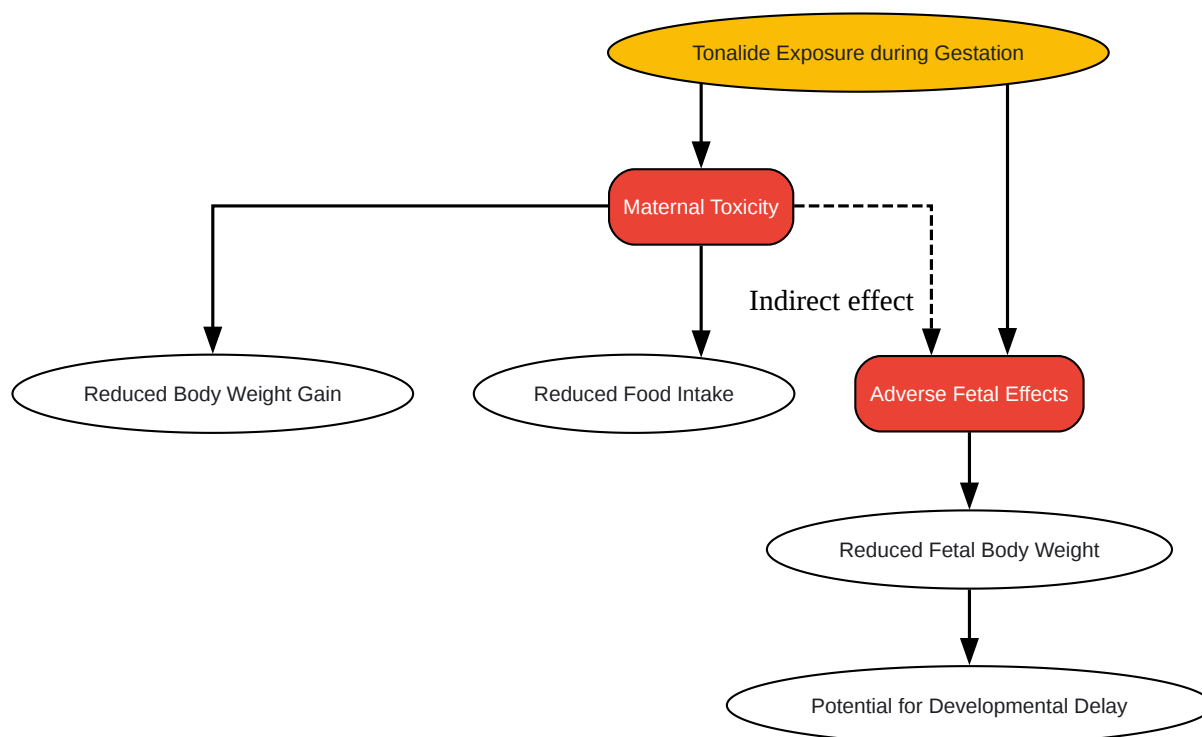 Tonalide Exposure during Gestation
Maternal Toxicity
Indirect effect
Reduced Body Weight Gain
Reduced Food Intake
Adverse Fetal Effects
Reduced Fetal Body Weight
Potential for Developmental Delay